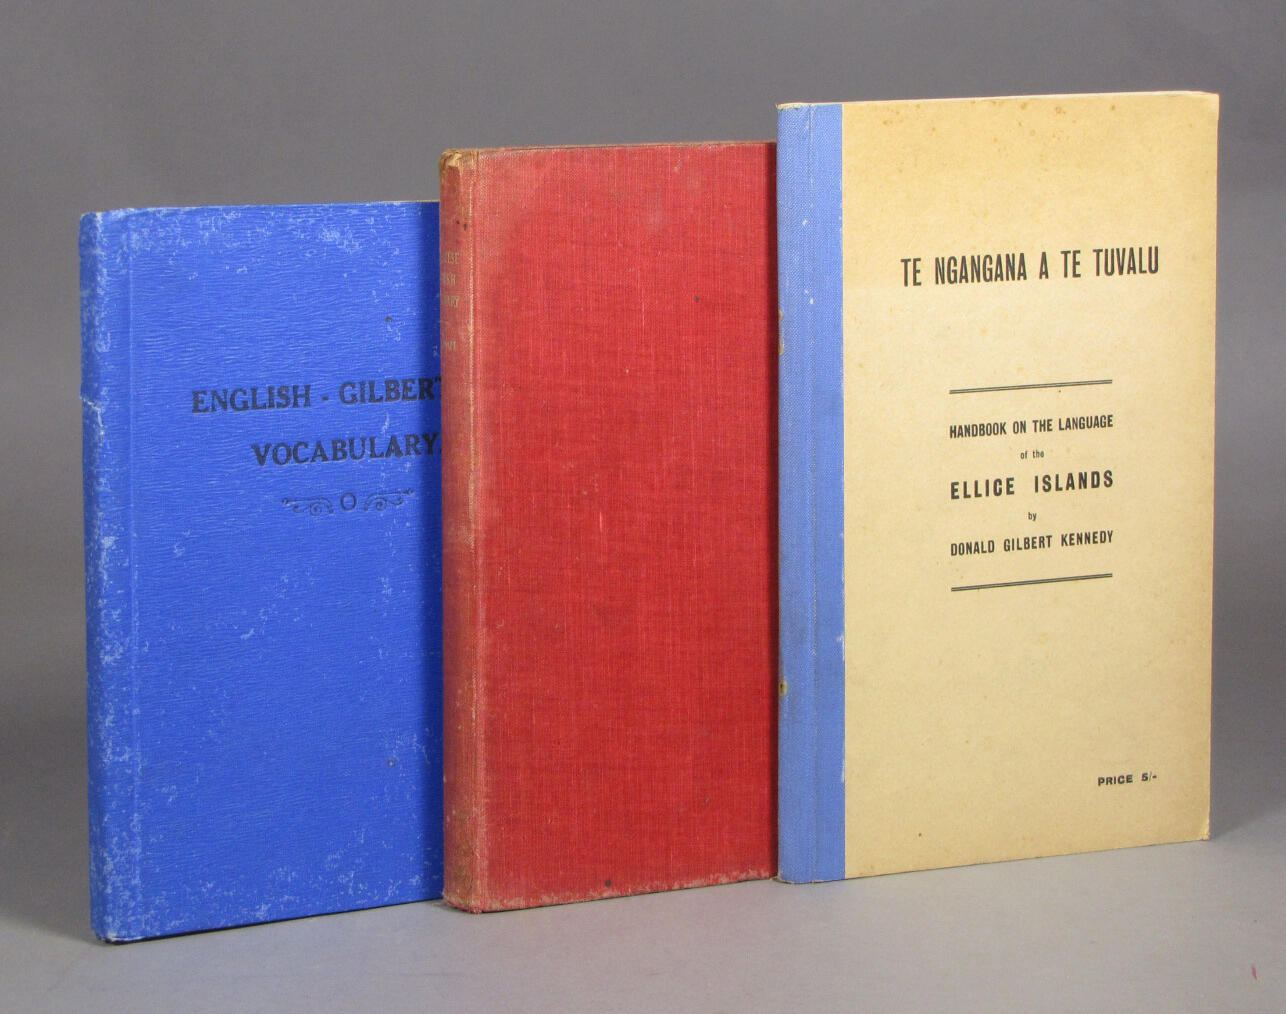 ENGLISH - GILBERT
VOCABULARY.
TE NGANGANA A TE TUVALU
HANDBOOK ON THE LANGUAGE
of the
ELLICE ISLANDS
by
DONALD GILBERT KENNEDY
PRICE 5/-